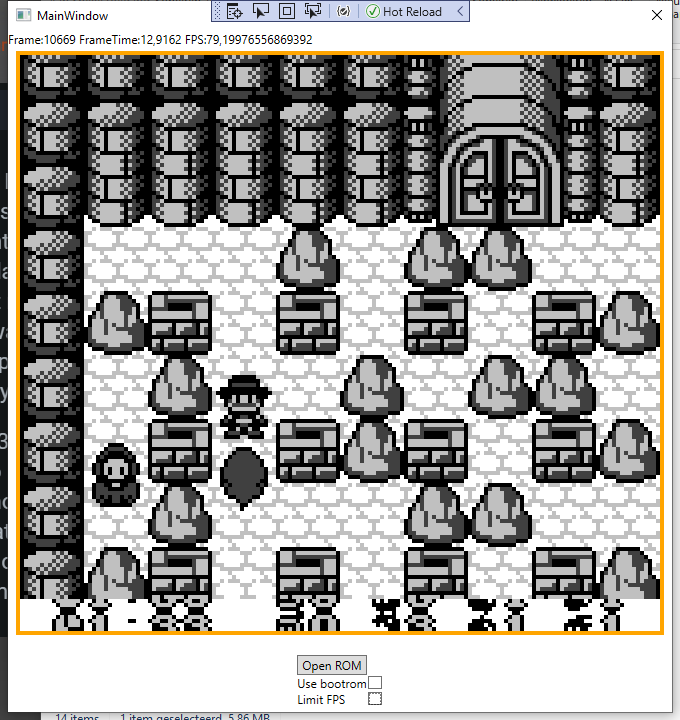 MainWindow
Hot Reload
Frame:10669 FrameTime:12,9162 FPS:79,19976556869392
Open ROM
Use bootrom
Limit FPS
14 items
1 item geselecteerd 5,86 MB